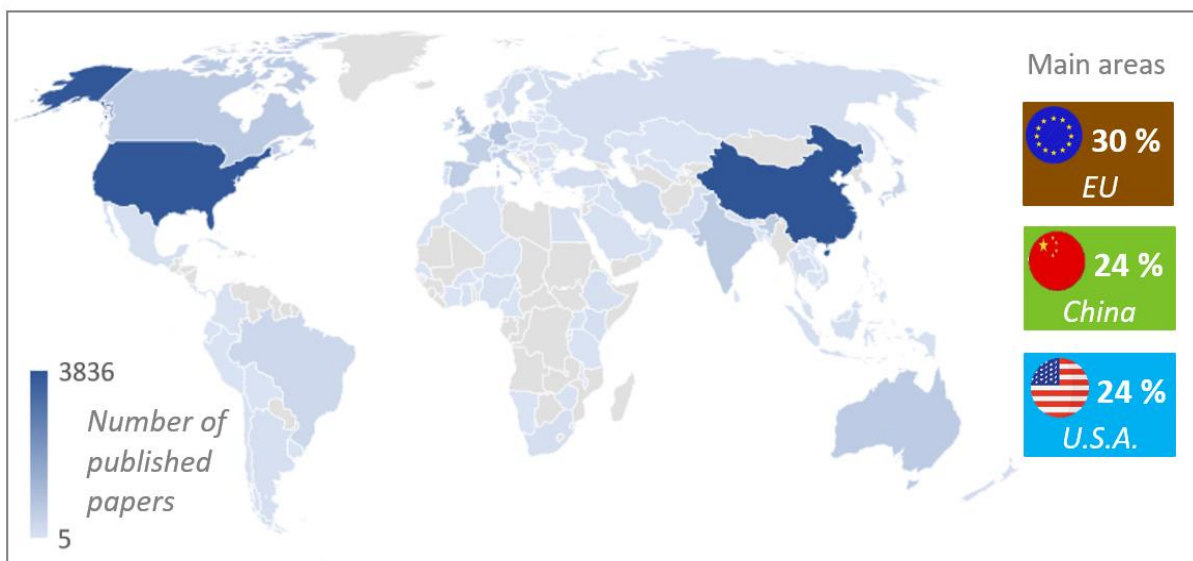 Main areas
30 %
EU
24 %
China
24 %
U.S.A.
3836
Number of
published
papers
5